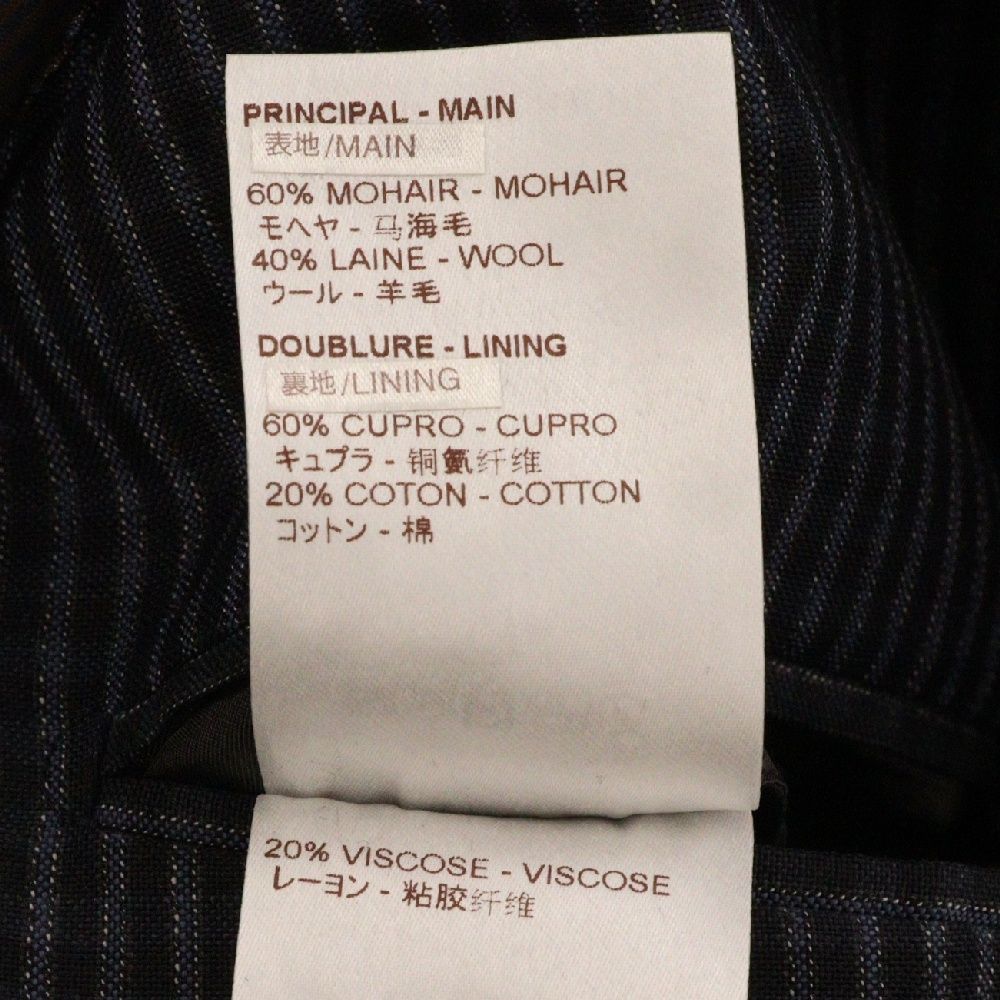 PRINCIPAL - MAIN
表地/MAIN
60% MOHAIR - MOHAIR
モヘヤ - 马海毛
40% LAINE - WOOL
ウール - 羊毛
DOUBLURE - LINING
裏地/LINING
60% CUPRO - CUPRO
キュプラ - 铜氨纤维
20% COTON - COTTON
コットン - 棉
20% VISCOSE - VISCOSE
レーヨン - 粘胶纤维